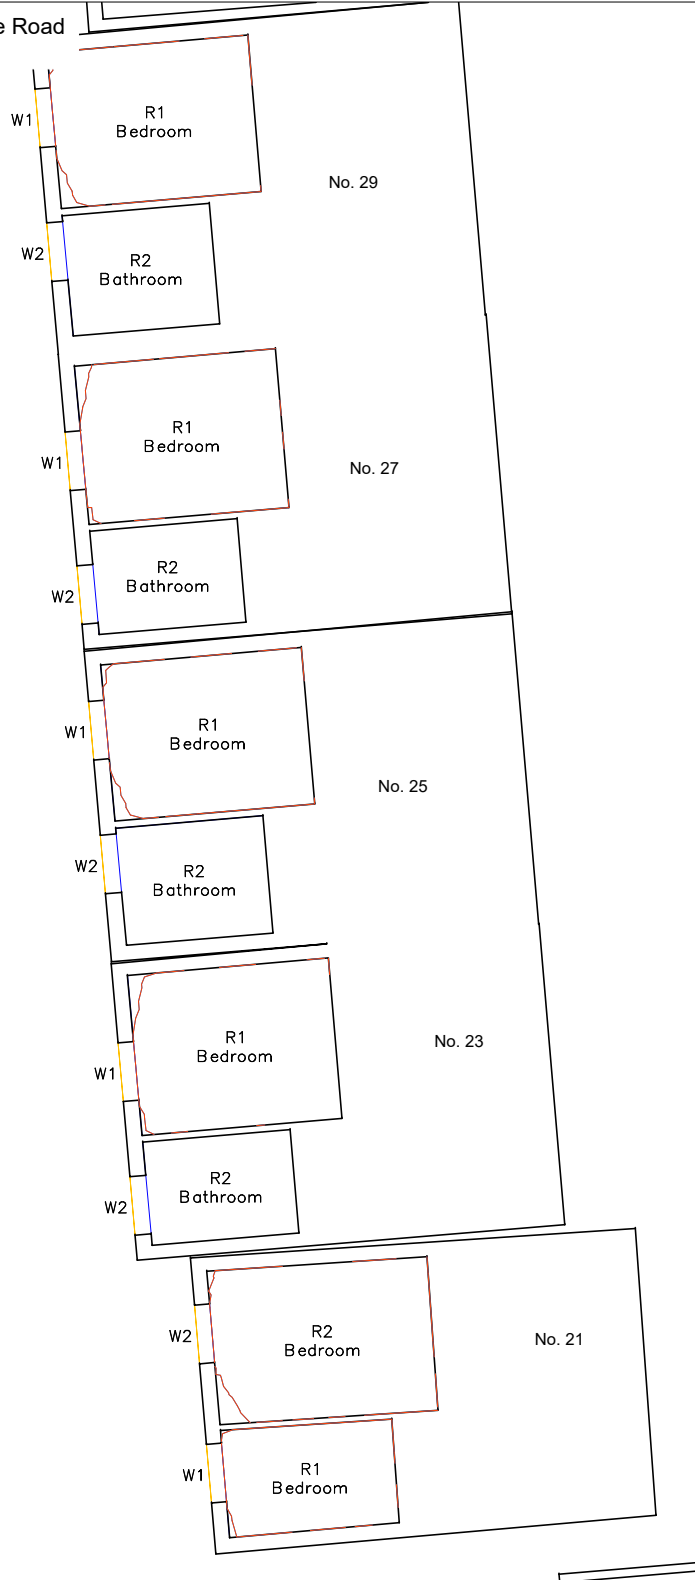 e Road
R1
Bedroom
W1
No. 29
W2
R2
Bathroom
R1
Bedroom
W1
No. 27
R2
Bathroom
W2
R1
Bedroom
W1
No. 25
W2
R2
Bathroom
R1
Bedroom
No. 23
W1
R2
Bathroom
W2
R2
Bedroom
W2
No. 21
R1
Bedroom
W1